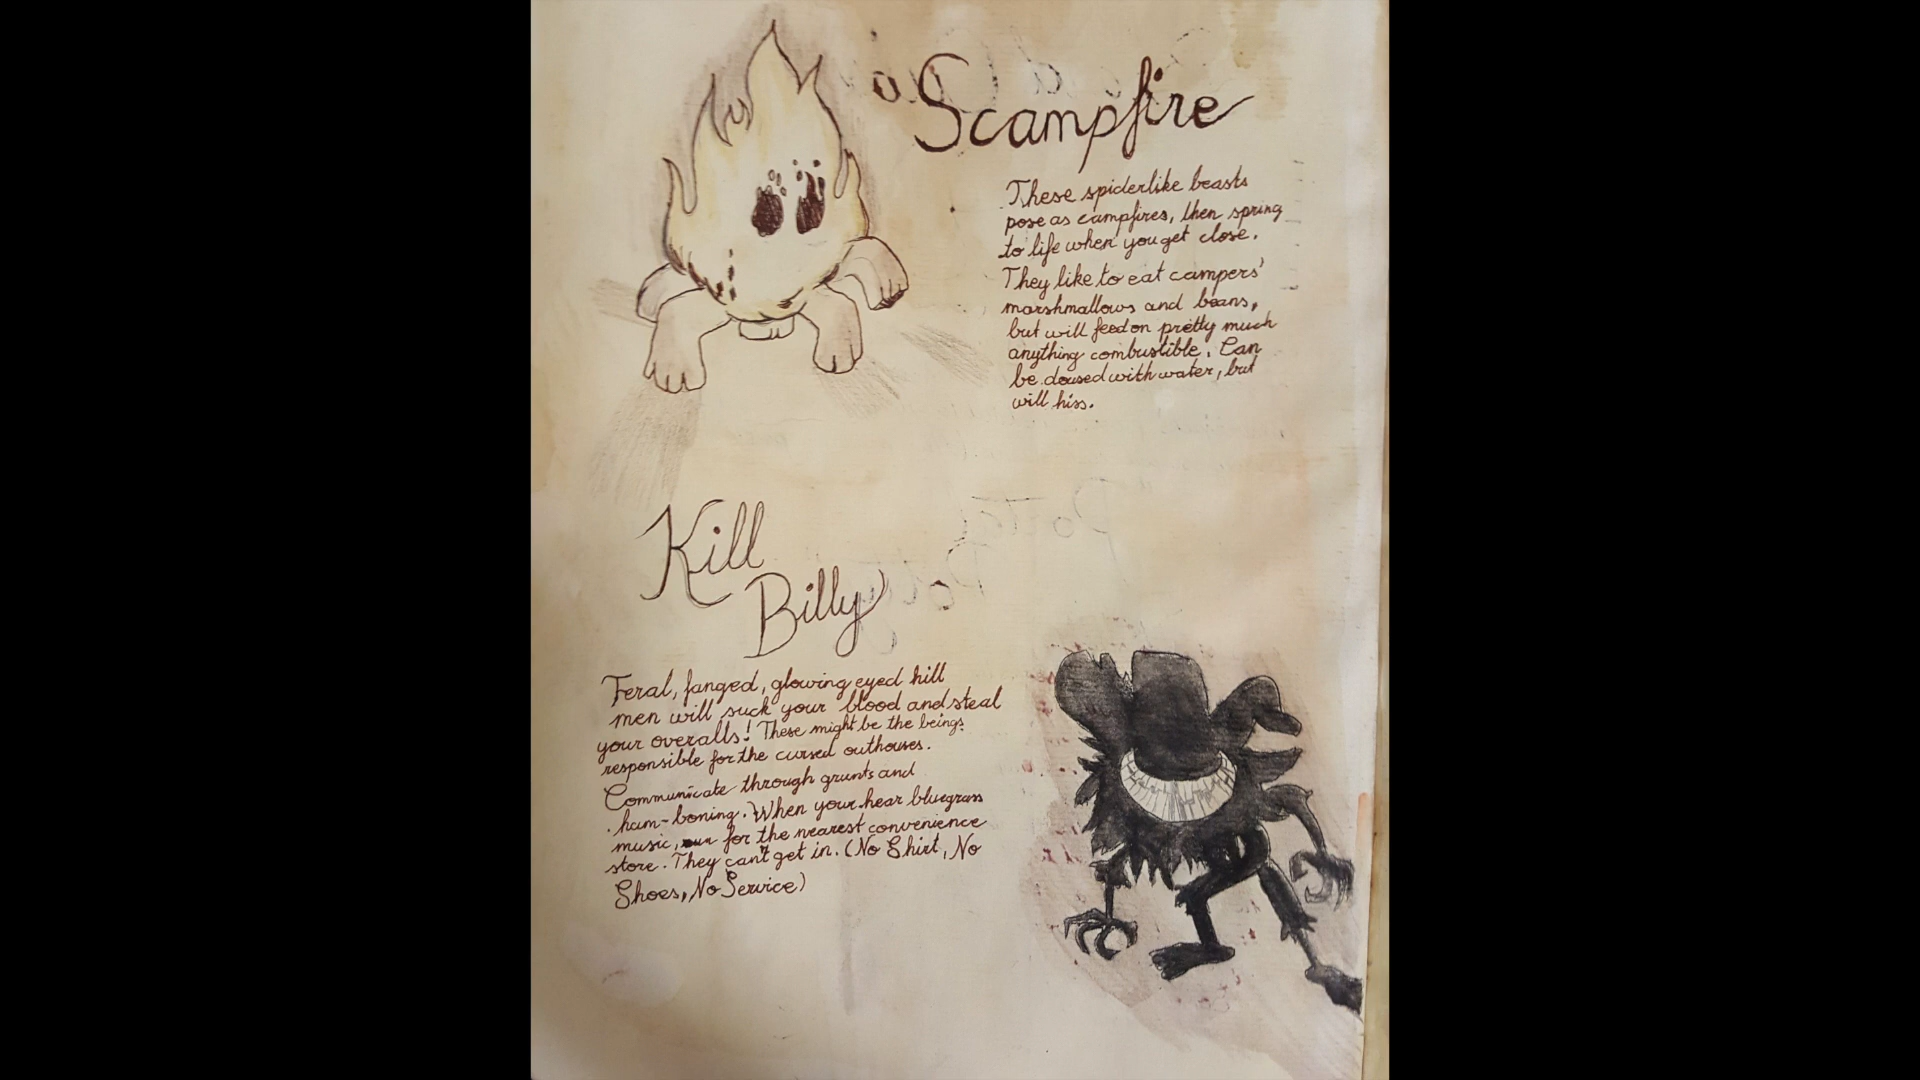 Scampfire
These spiderlike beasts
pose as campfires, then spring
to life when you get close.
They like to eat campers'
marshmallows and beans,
but will feed on pretty much
anything combustible. Can
be doused with water, but
will hiss.
Kill
Billy
Feral, fanged, glowing eyed hill
men will suck your blood and steal
your overalls! These might be the beings
responsible for the cursed outhouses.
Communicate through grunts and
ham-boning. When your hear bluegrass
music, run for the nearest convenience
store. They can't get in. (No Shirt, No
Shoes, No Service)